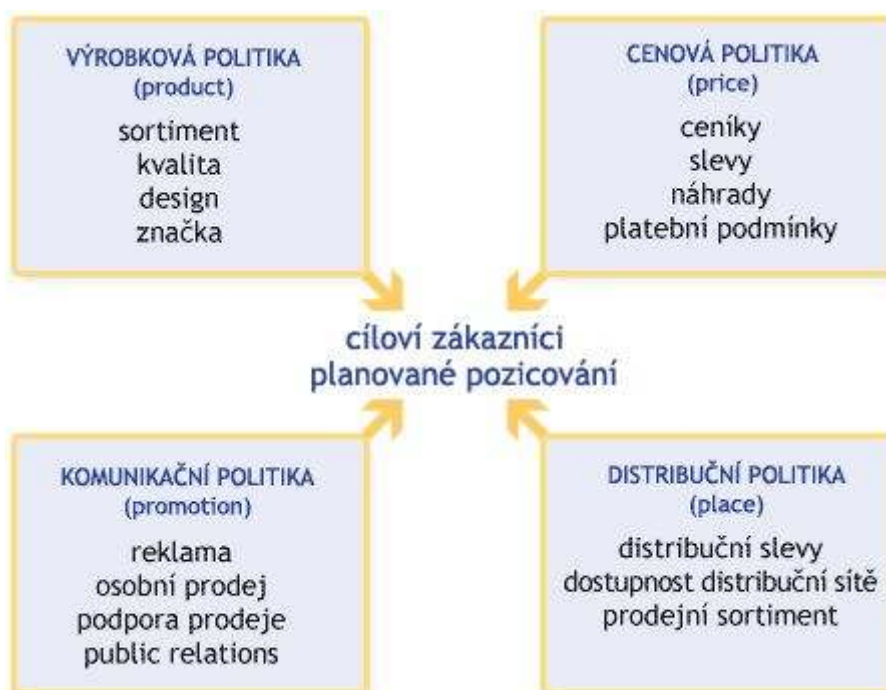 VÝROBKOVÁ POLITIKA
(product)
sortiment
kvalita
design
značka
CENOVÁ POLITIKA
(price)
ceníky
slevy
náhrady
platební podmínky
cíloví zákazníci
planované pozicování
KOMUNIKAČNÍ POLITIKA
(promotion)
reklama
osobní prodej
podpora prodeje
public relations
DISTRIBUČNÍ POLITIKA
(place)
distribuční slevy
dostupnost distribuční sítě
prodejní sortiment